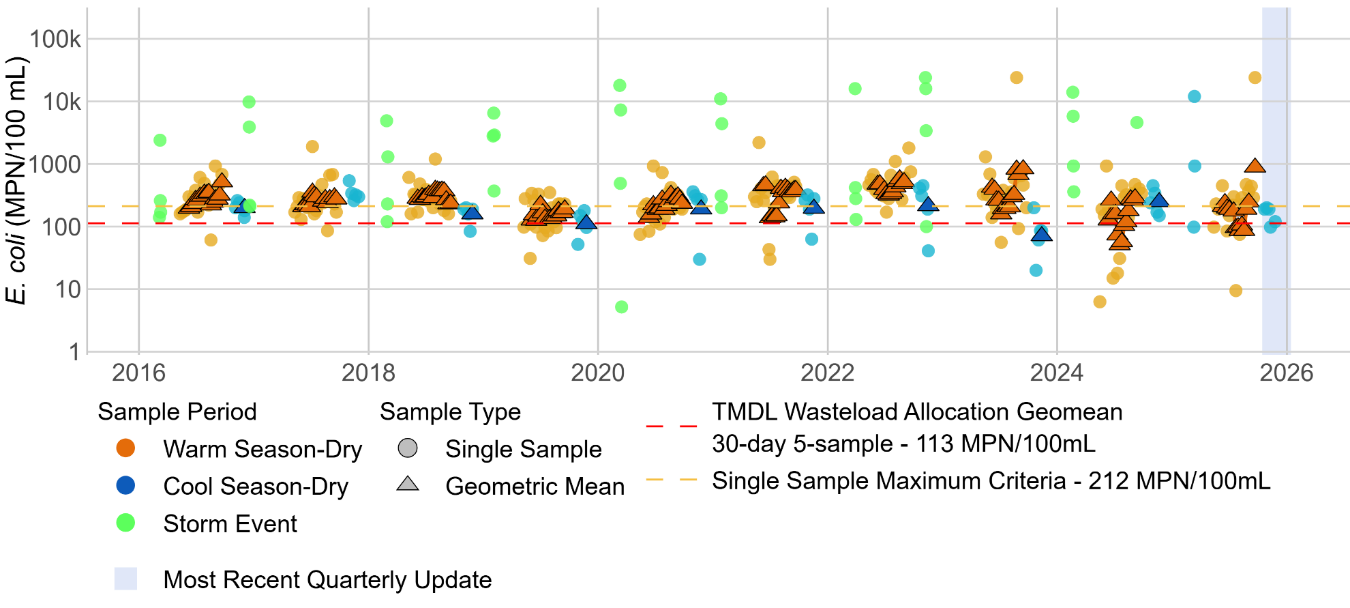 100k
10k
1000
100
10
1
E. coli (MPN/100 mL)
2016 2018 2020 2022 2024 2026
Sample Period
Warm Season-Dry
Cool Season-Dry
Storm Event
Most Recent Quarterly Update
Sample Type
Single Sample
Geometric Mean
TMDL Wasteload Allocation Geomean
30-day 5-sample - 113 MPN/100mL
Single Sample Maximum Criteria - 212 MPN/100mL